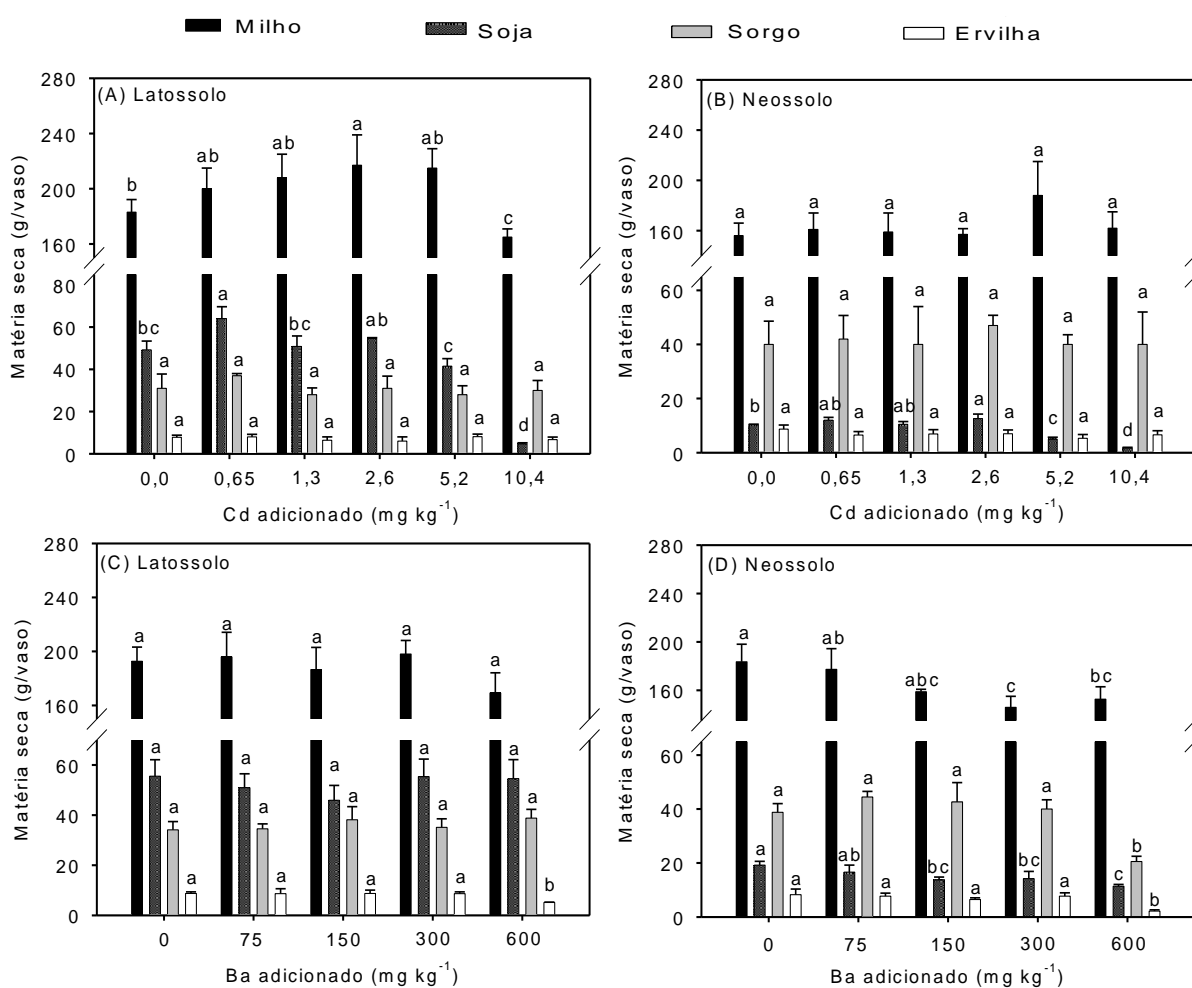 Milho Soja Sorgo Ervilha
(A) Latossolo
Matéria seca (g/vaso)
280
240
200
160
80
60
40
20
0
b ab ab a ab c
bc a bc ab c d
a a a a a a
a a a a a a
0,0 0,65 1,3 2,6 5,2 10,4
Cd adicionado (mg kg⁻¹)
(B) Neossolo
Matéria seca (g/vaso)
280
240
200
160
40
20
0
a a a a a a
a a a a a a
b ab ab a c d
a a a a a a
0,0 0,65 1,3 2,6 5,2 10,4
Cd adicionado (mg kg⁻¹)
(C) Latossolo
Matéria seca (g/vaso)
280
240
200
160
60
40
20
0
a a a a a
a a a a a
a a a a a
a a a a b
0 75 150 300 600
Ba adicionado (mg kg⁻¹)
(D) Neossolo
Matéria seca (g/vaso)
280
240
200
160
60
40
20
0
a ab abc c bc
a a a a b
a ab bc bc c
a a a a b
0 75 150 300 600
Ba adicionado (mg kg⁻¹)